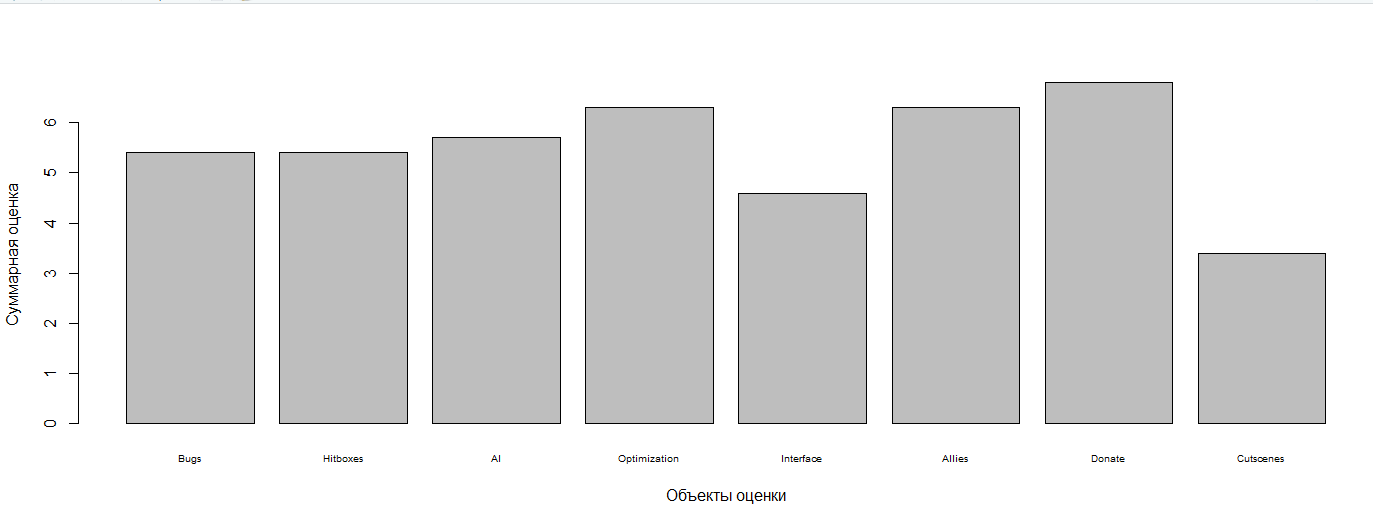 Суммарная оценка
6
5
4
3
2
1
0
Bugs Hitboxes AI Optimization Interface Allies Donate Cutscenes
Объекты оценки